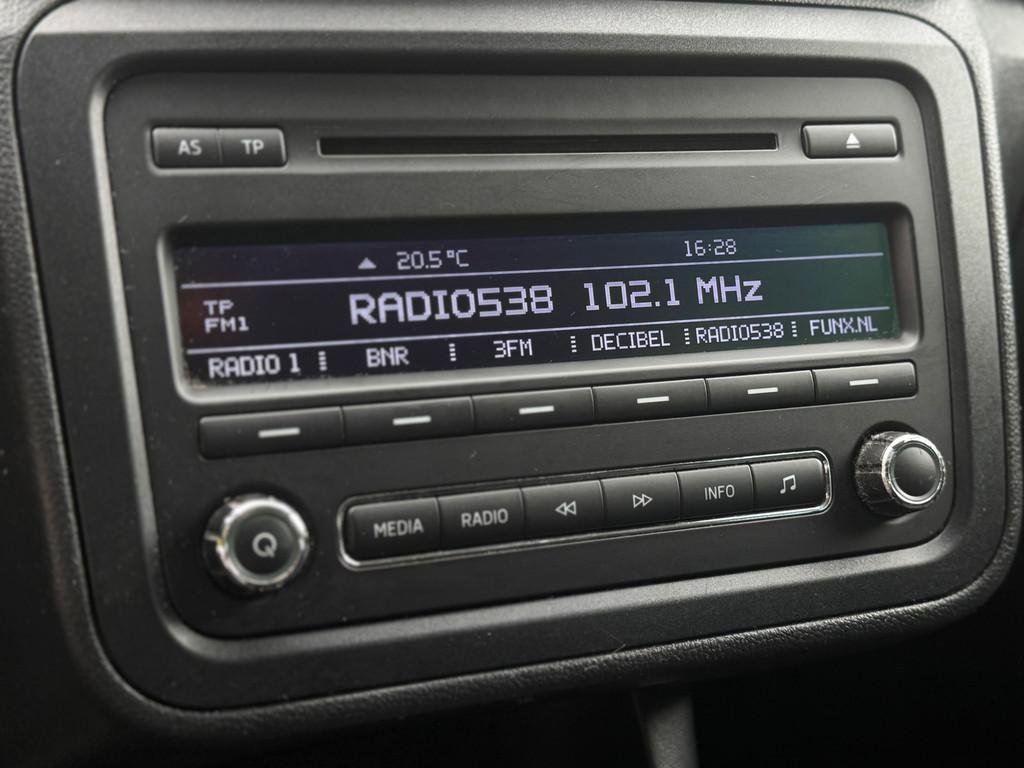 AS TP
20.5°C 16:28
TP
FM1
RADIO538 102.1 MHz
RADIO 1 BNR 3FM DECIBEL RADIO538 FUNX.NL
MEDIA RADIO INFO